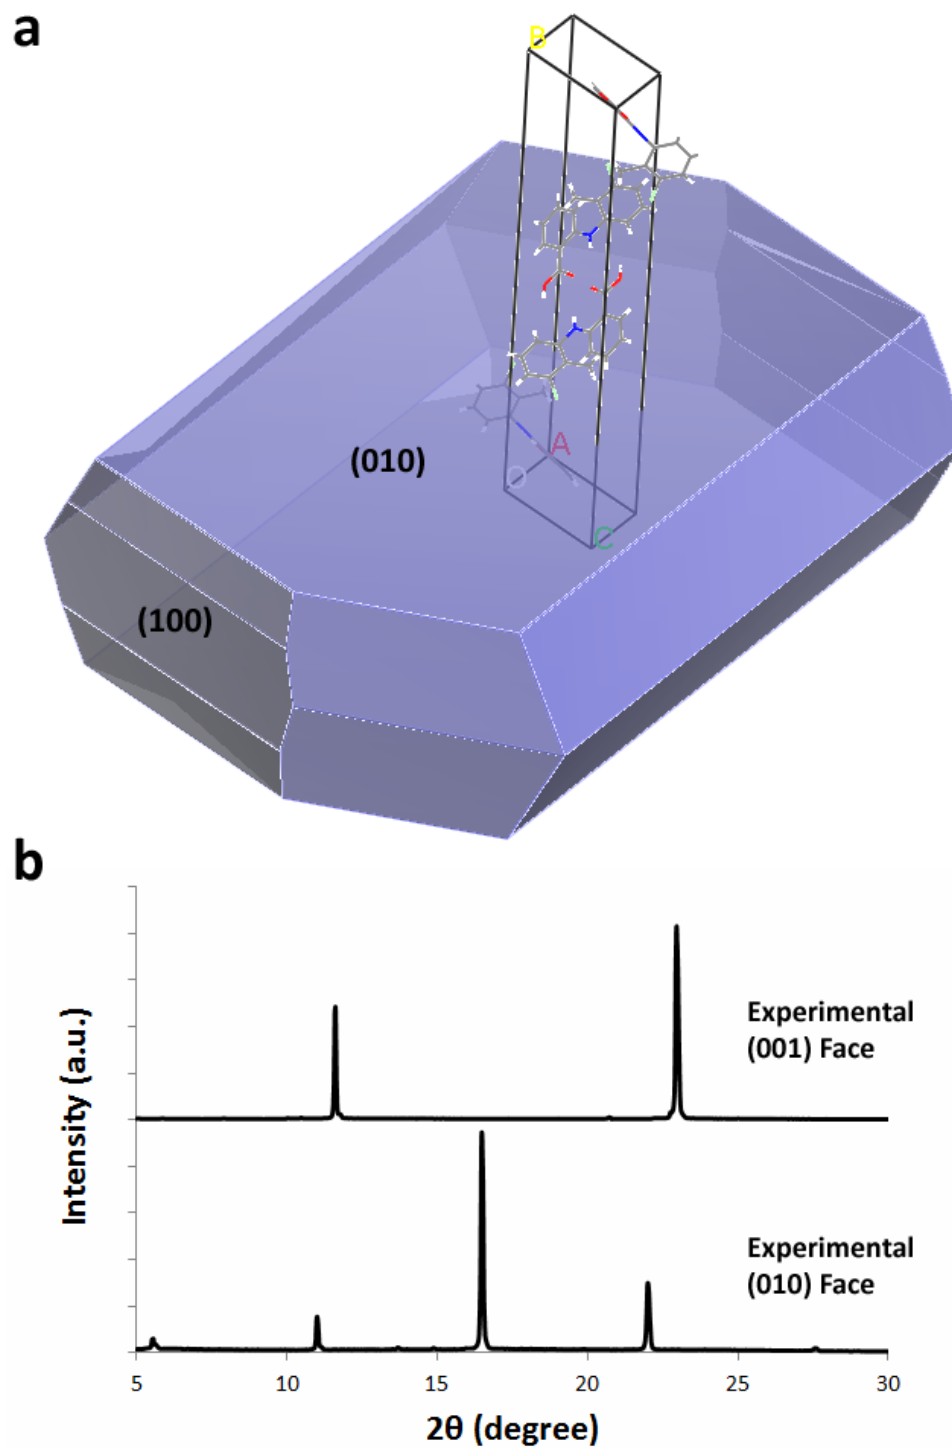 a
B
A
O
C
(010)
(100)
b
Intensity (a.u.)
Experimental
(001) Face
Experimental
(010) Face
5 10 15 20 25 30
2θ (degree)